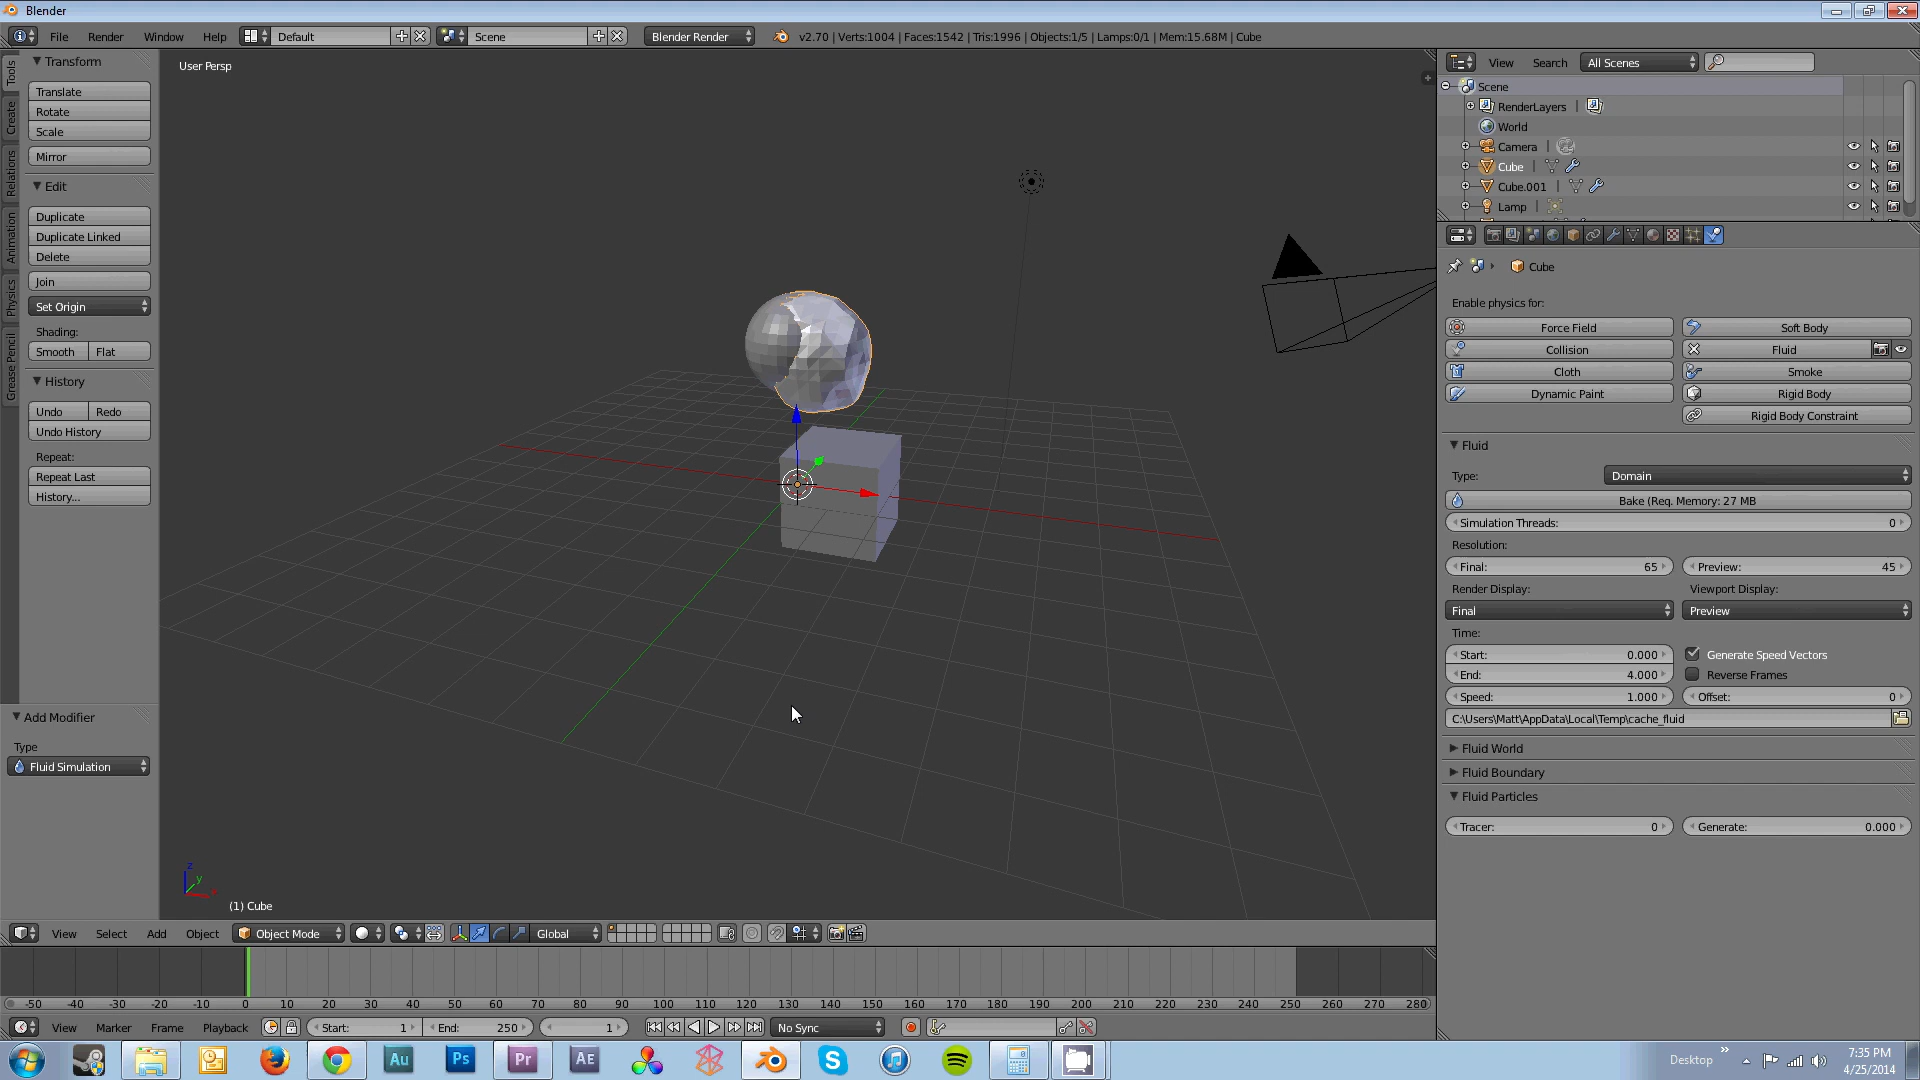 Blender
File Render Window Help Default Scene Blender Render v2.70 | Verts:1004 | Faces:1542 | Tris:1996 | Objects:1/5 | Lamps:0/1 | Mem:15.68M | Cube
Tools
Create
Relations
Animation
Physics
Grease Pencil
Transform
Translate
Rotate
Scale
Mirror
Edit
Duplicate
Duplicate Linked
Delete
Join
Set Origin
Shading:
Smooth Flat
History
Undo Redo
Undo History
Repeat:
Repeat Last
History...
Add Modifier
Type
Fluid Simulation
User Persp
z
y
x
(1) Cube
View Select Add Object Object Mode Global
-50 -40 -30 -20 -10 0 10 20 30 40 50 60 70 80 90 100 110 120 130 140 150 160 170 180 190 200 210 220 230 240 250 260 270 280
View Marker Frame Playback Start: 1 End: 250 1 No Sync
View Search All Scenes
Scene
RenderLayers |
World
Camera |
Cube |
Cube.001 |
Lamp |
Cube
Enable physics for:
Force Field Soft Body
Collision Fluid
Cloth Smoke
Dynamic Paint Rigid Body
Rigid Body Constraint
Fluid
Type: Domain
Bake (Req. Memory: 27 MB
Simulation Threads: 0
Resolution:
Final: 65 Preview: 45
Render Display: Viewport Display:
Final Preview
Time:
Start: 0.000 Generate Speed Vectors
End: 4.000 Reverse Frames
Speed: 1.000 Offset: 0
C:\Users\Matt\AppData\Local\Temp\cache_fluid
Fluid World
Fluid Boundary
Fluid Particles
Tracer: 0 Generate: 0.000
Au Ps Pr AE S
Desktop » 7:35 PM
4/25/2014